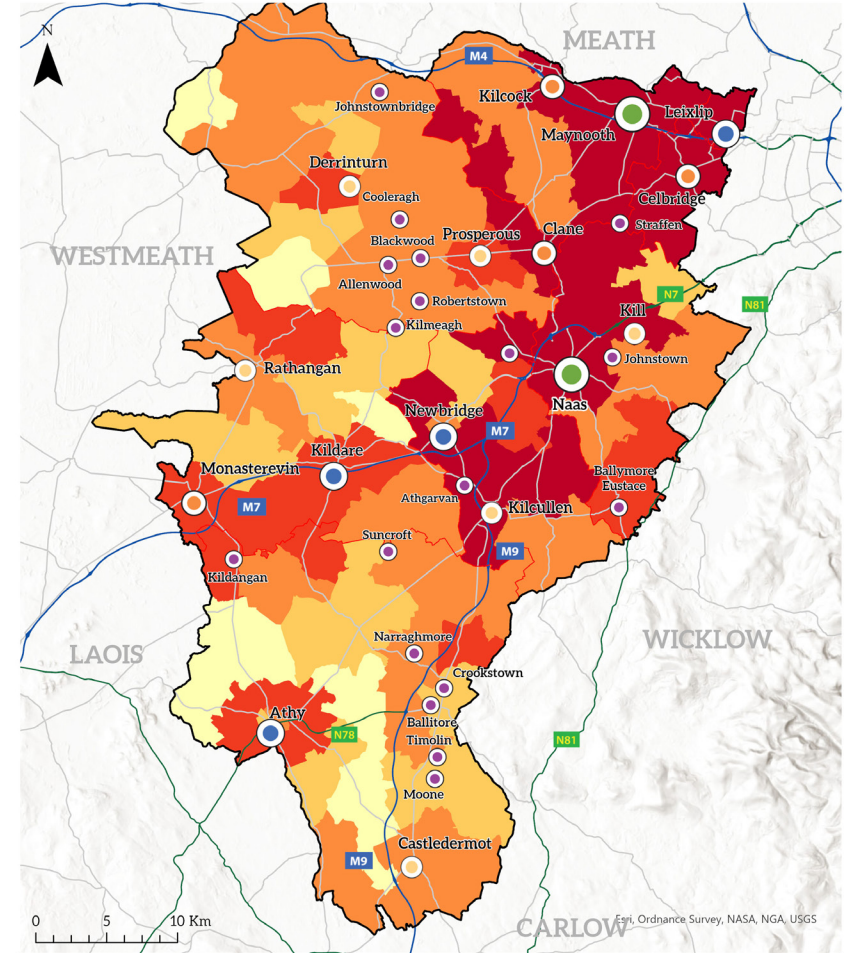 N
MEATH
M4
Kilcock
Johnstownbridge
Leixlip
Maynooth
Derrinturn
Celbridge
Cooleragh
Straffen
Clane
Prosperous
Blackwood
WESTMEATH
Allenwood
N7
N81
Robertstown
Kill
Kilmeagh
Johnstown
Rathangan
Naas
Newbridge
M7
Kildare
Monasterevin
Ballymore
Eustace
Athgarvan
M7
Kilcullen
Suncroft
M9
Kildangan
Narraghmore
WICKLOW
LAOIS
Crookstown
Athy
Ballitore
N78
Timolin
N81
Moone
Castledermot
M9
0 5 10 Km
Esri, Ordnance Survey, NASA, NGA, USGS
CARLOW